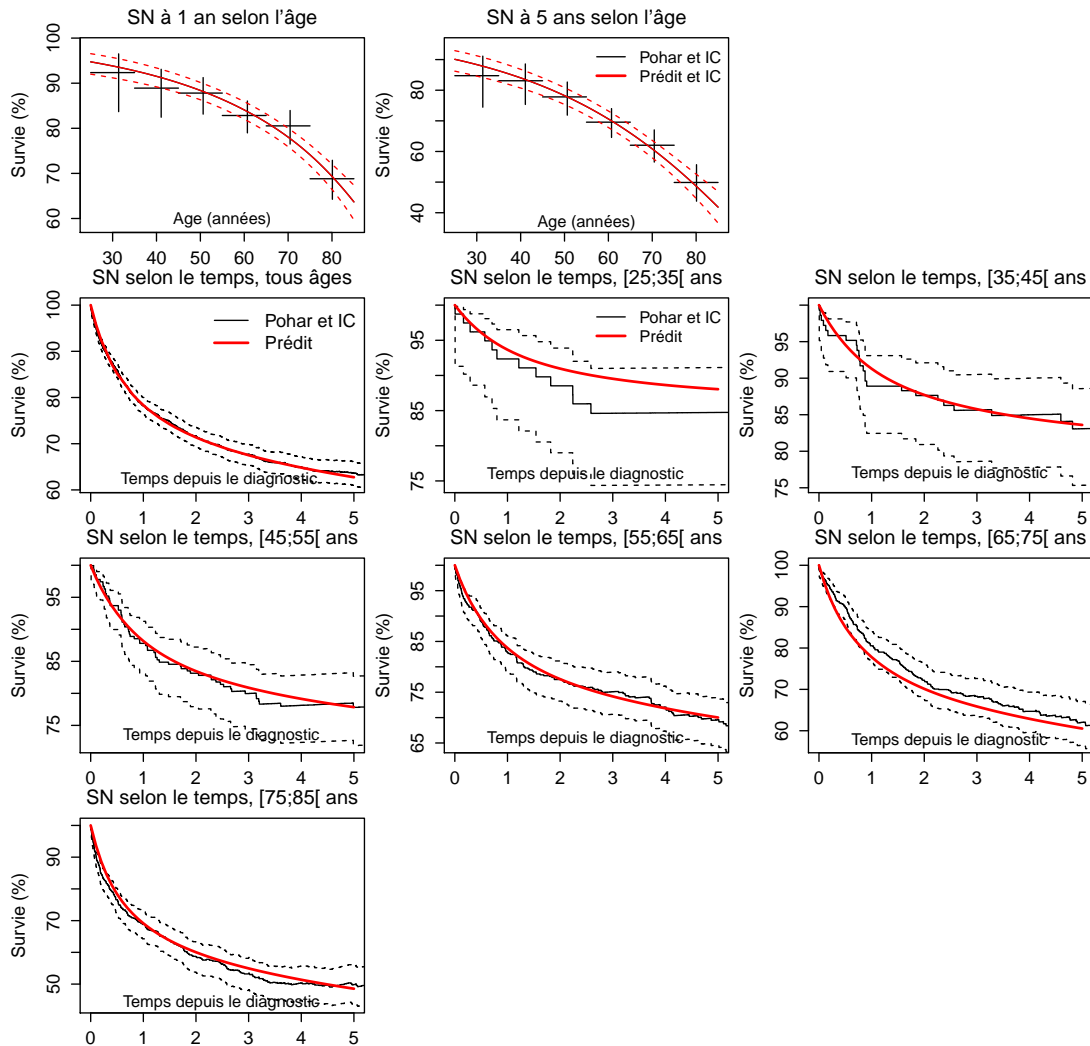 SN à 1 an selon l'âge
Survie (%)
100
90
80
70
60
Age (années)
30 40 50 60 70 80
SN à 5 ans selon l'âge
Pohar et IC
Prédit et IC
Survie (%)
80
60
40
Age (années)
30 40 50 60 70 80
SN selon le temps, tous âges
Pohar et IC
Prédit
Survie (%)
100
90
80
70
60
Temps depuis le diagnostic
0 1 2 3 4 5
SN selon le temps, [25;35[ ans
Pohar et IC
Prédit
Survie (%)
95
85
75
Temps depuis le diagnostic
0 1 2 3 4 5
SN selon le temps, [35;45[ ans
Survie (%)
95
90
85
80
75
Temps depuis le diagnostic
0 1 2 3 4 5
SN selon le temps, [45;55[ ans
Survie (%)
95
85
75
Temps depuis le diagnostic
0 1 2 3 4 5
SN selon le temps, [55;65[ ans
Survie (%)
95
85
75
65
Temps depuis le diagnostic
0 1 2 3 4 5
SN selon le temps, [65;75[ ans
Survie (%)
100
90
80
70
60
Temps depuis le diagnostic
0 1 2 3 4 5
SN selon le temps, [75;85[ ans
Survie (%)
90
70
50
Temps depuis le diagnostic
0 1 2 3 4 5